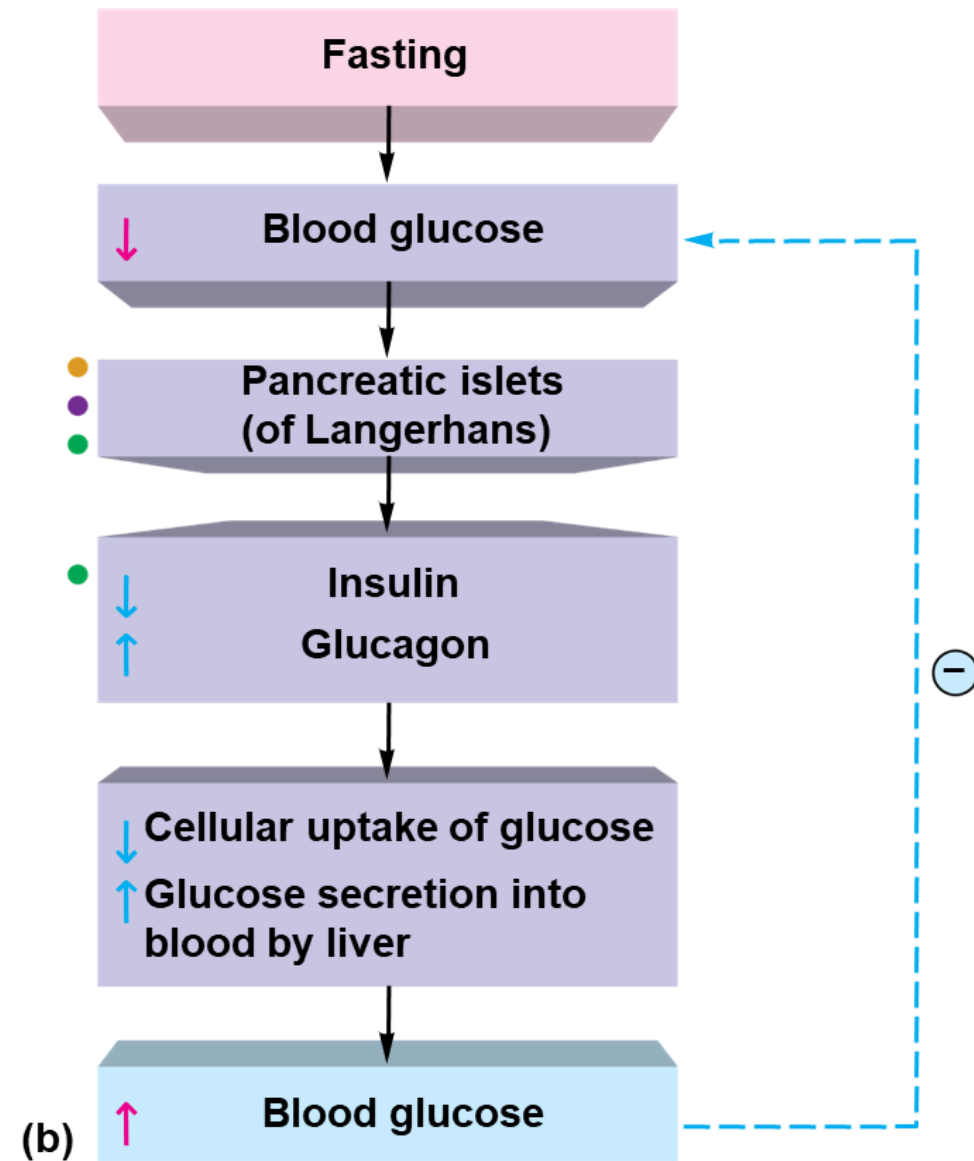 Fasting
↓ Blood glucose
Pancreatic islets
(of Langerhans)
↓ Insulin
↑ Glucagon
↓ Cellular uptake of glucose
↑ Glucose secretion into
blood by liver
−
↑ Blood glucose
(b)